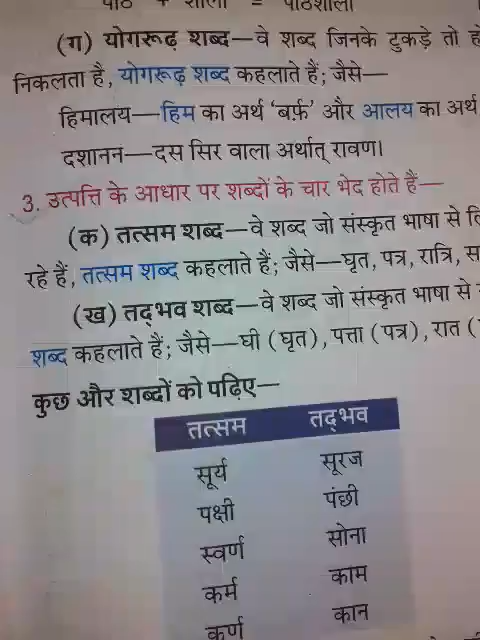 पाठ + शाला = पाठशाला
(ग) योगरूढ़ शब्द—वे शब्द जिनके टुकड़े तो
निकलता है, योगरूढ़ शब्द कहलाते हैं; जैसे—
हिमालय—हिम का अर्थ 'बर्फ़' और आलय का अर्थ
दशानन—दस सिर वाला अर्थात् रावण।
3. उत्पत्ति के आधार पर शब्दों के चार भेद होते हैं—
(क) तत्सम शब्द—वे शब्द जो संस्कृत भाषा से
रहे हैं, तत्सम शब्द कहलाते हैं; जैसे—घृत, पत्र, रात्रि,
(ख) तद्भव शब्द—वे शब्द जो संस्कृत भाषा से
शब्द कहलाते हैं; जैसे—घी (घृत), पत्ता (पत्र), रात (
कुछ और शब्दों को पढ़िए—
तत्सम तद्भव
सूर्य सूरज
पक्षी पंछी
स्वर्ण सोना
कर्म काम
कर्ण कान